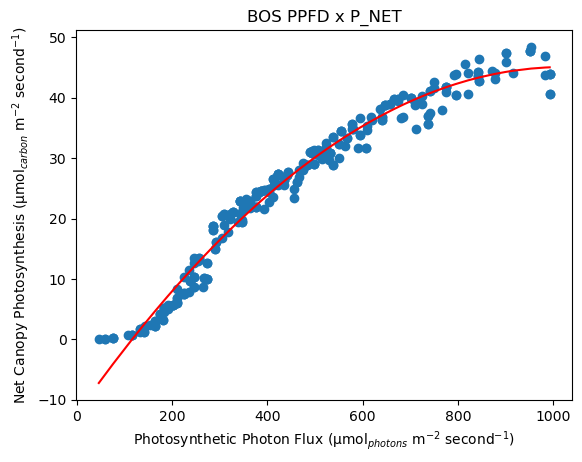 BOS PPFD x P_NET
Net Canopy Photosynthesis (μmol_carbon m⁻² second⁻¹)
50
40
30
20
10
0
−10
0 200 400 600 800 1000
Photosynthetic Photon Flux (μmol_photons m⁻² second⁻¹)